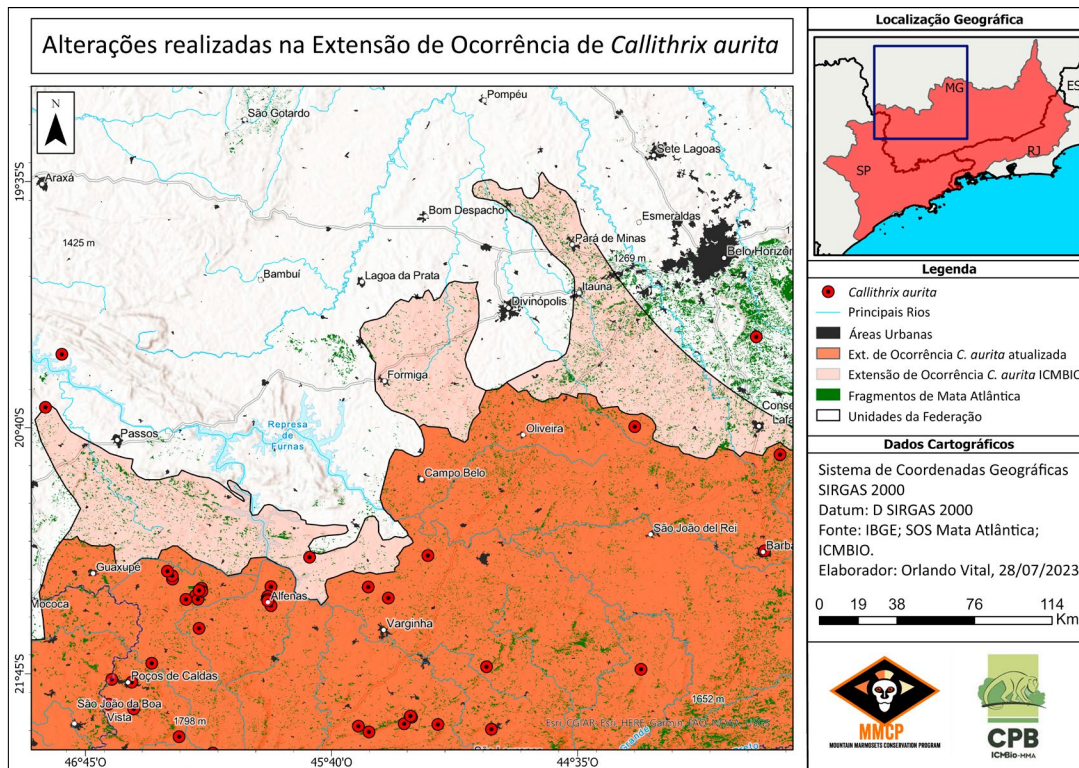 Alterações realizadas na Extensão de Ocorrência de Callithrix aurita
N
Pompéu
São Gotardo
Sete Lagoas
Araxá
Bom Despacho
Esmeraldas
Pará de Minas
1425 m
1269 m
Belo Horizon
Bambuí
Lagoa da Prata
Itauna
Divinópolis
Formiga
Conse
Lafa
Oliveira
Passos
Represa
de
Furnas
Campo Belo
São João del Rei
Barba
Guaxupé
Alfenas
Mococa
Varginha
Poços de Caldas
São João da Boa
Vista
1652 m
1798 m
Grande
19°35'S
20°40'S
21°45'S
46°45'O
45°40'O
44°35'O
Localização Geográfica
MG
ES
SP
RJ
Legenda
Callithrix aurita
Principais Rios
Áreas Urbanas
Ext. de Ocorrência C. aurita atualizada
Extensão de Ocorrência C. aurita ICMBIO
Fragmentos de Mata Atlântica
Unidades da Federação
Dados Cartográficos
Sistema de Coordenadas Geográficas
SIRGAS 2000
Datum: D SIRGAS 2000
Fonte: IBGE; SOS Mata Atlântica;
ICMBIO.
Elaborador: Orlando Vital, 28/07/2023
0 19 38 76 114
Km
MMCP
MOUNTAIN MARMOSETS CONSERVATION PROGRAM
CPB
ICMBio-MMA